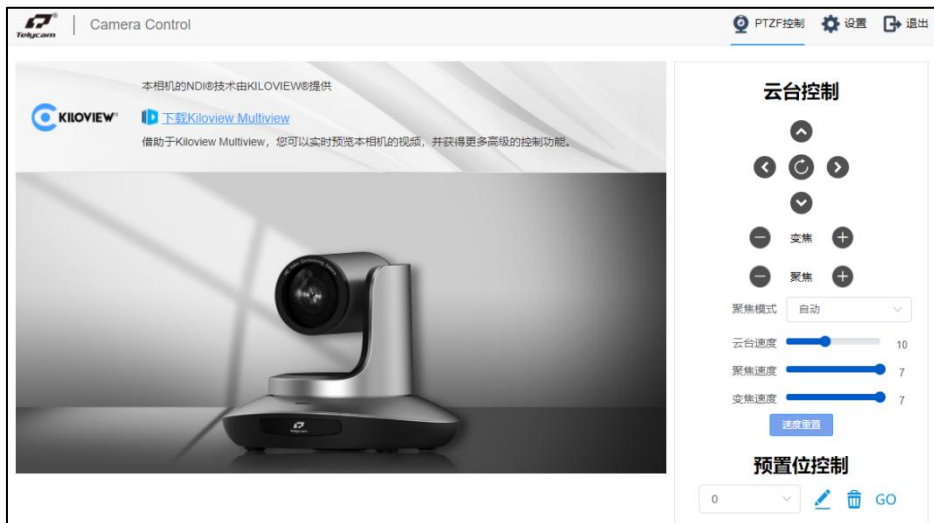 Telycam
Camera Control
PTZF控制
设置
退出
KILOVIEW®
本相机的NDI®技术由KILOVIEW®提供
下载Kiloview Multiview
借助于Kiloview Multiview，您可以实时预览本相机的视频，并获得更多高级的控制功能。
云台控制
变焦
聚焦
聚焦模式 自动
云台速度 10
聚焦速度 7
变焦速度 7
速度重置
预置位控制
0 GO